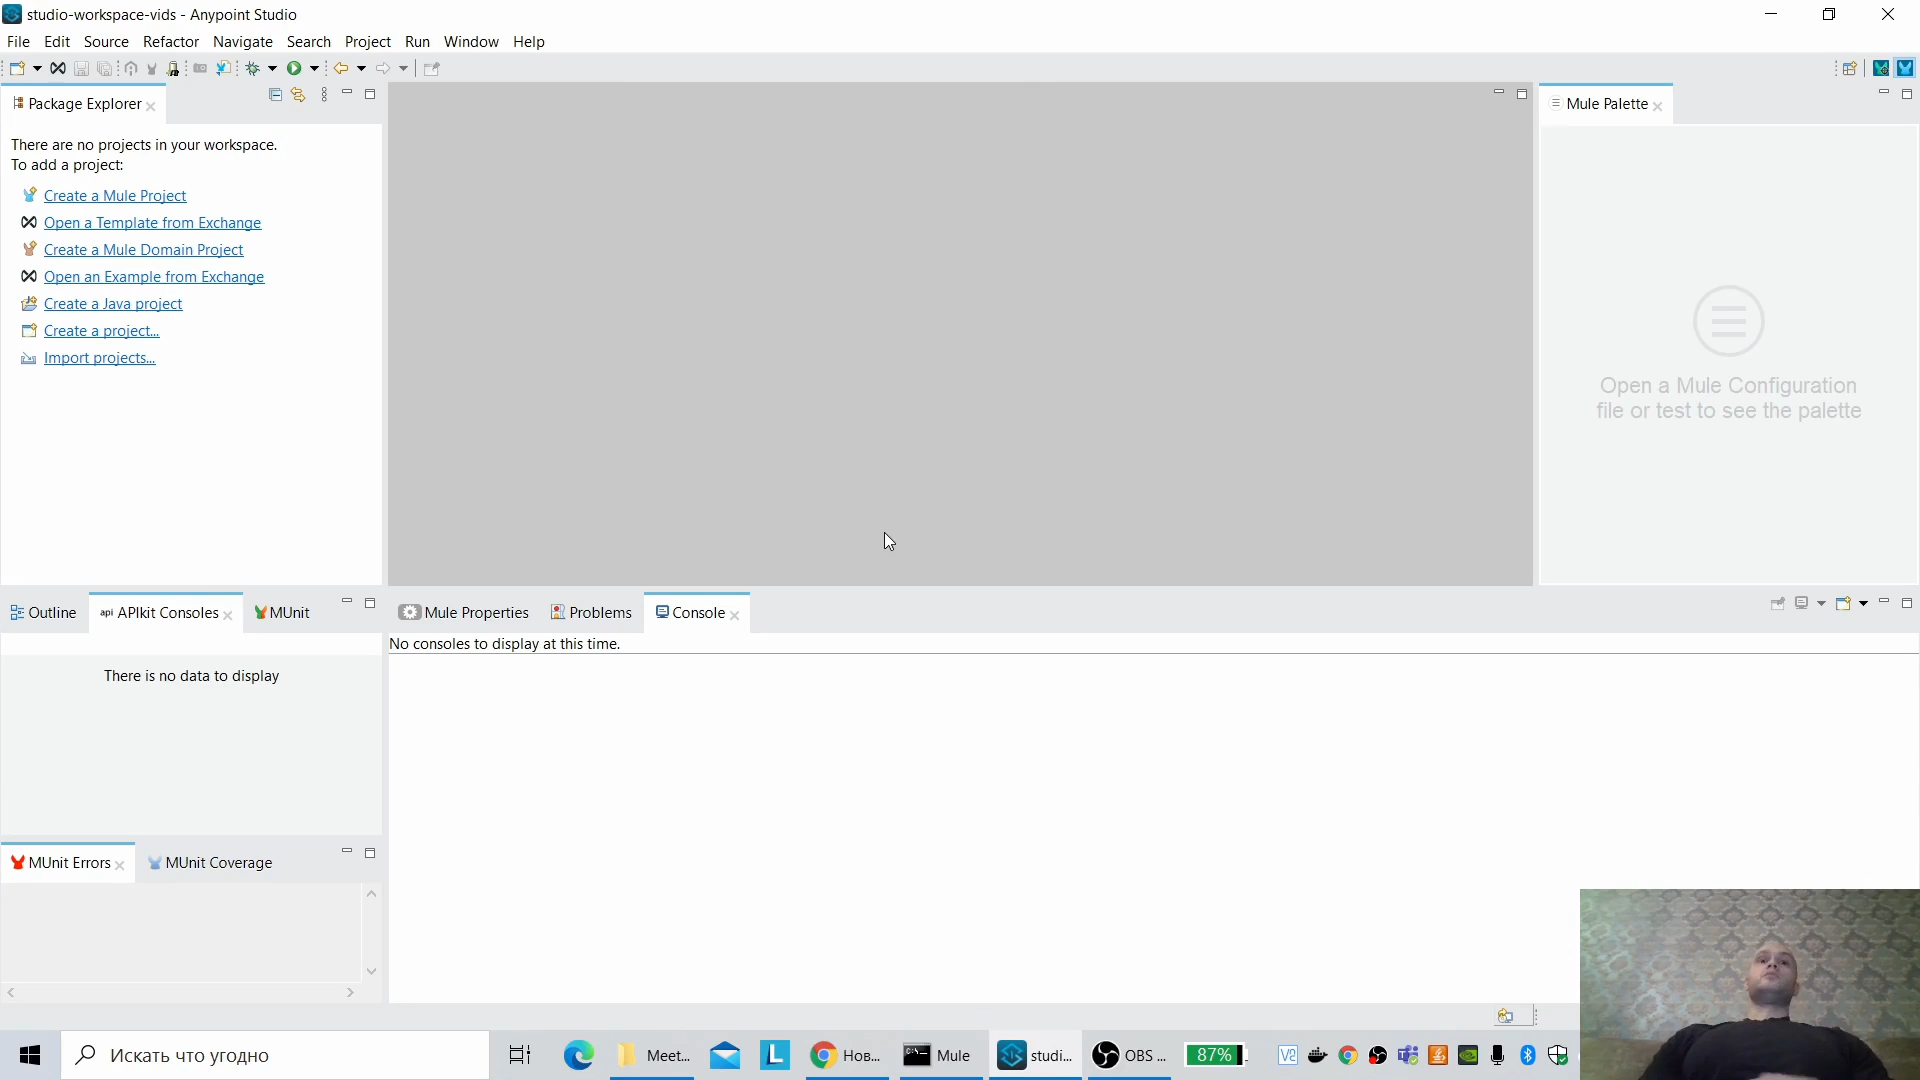 studio-workspace-vids - Anypoint Studio
File Edit Source Refactor Navigate Search Project Run Window Help
Package Explorer
Mule Palette
There are no projects in your workspace.
To add a project:
Create a Mule Project
Open a Template from Exchange
Create a Mule Domain Project
Open an Example from Exchange
Create a Java project
Create a project...
Import projects...
Open a Mule Configuration
file or test to see the palette
Outline
api APIkit Consoles
MUnit
Mule Properties
Problems
Console
No consoles to display at this time.
There is no data to display
MUnit Errors
MUnit Coverage
Искать что угодно
Meet...
L
Нов...
Mule
studi...
OBS ...
87%